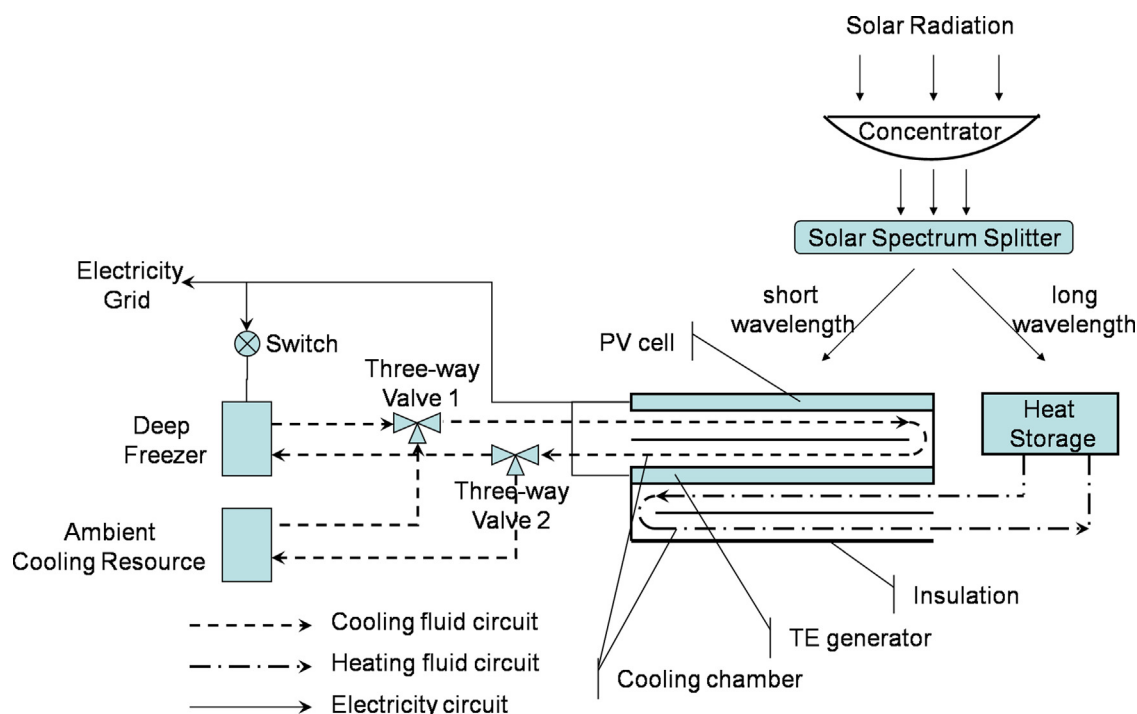 Solar Radiation
Concentrator
Solar Spectrum Splitter
Electricity
Grid
short
wavelength
long
wavelength
Switch
PV cell
Three-way
Valve 1
Deep
Freezer
Heat
Storage
Three-way
Valve 2
Ambient
Cooling Resource
Insulation
Cooling fluid circuit
TE generator
Heating fluid circuit
Cooling chamber
Electricity circuit